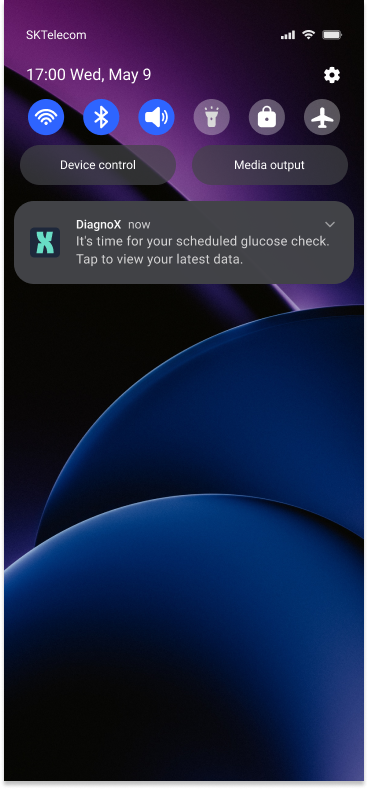 SKTelecom
17:00 Wed, May 9
Device control
Media output
DiagnoX now
It's time for your scheduled glucose check.
Tap to view your latest data.